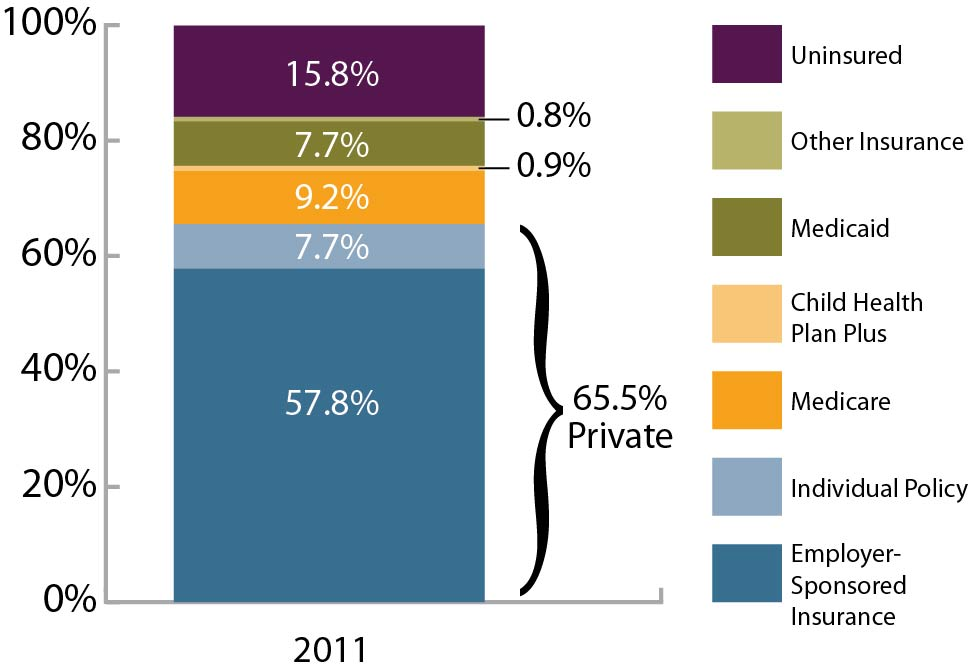 100%
80%
60%
40%
20%
0%
15.8%
0.8%
7.7%
0.9%
9.2%
7.7%
57.8%
65.5%
Private
2011
Uninsured
Other Insurance
Medicaid
Child Health
Plan Plus
Medicare
Individual Policy
Employer-
Sponsored
Insurance